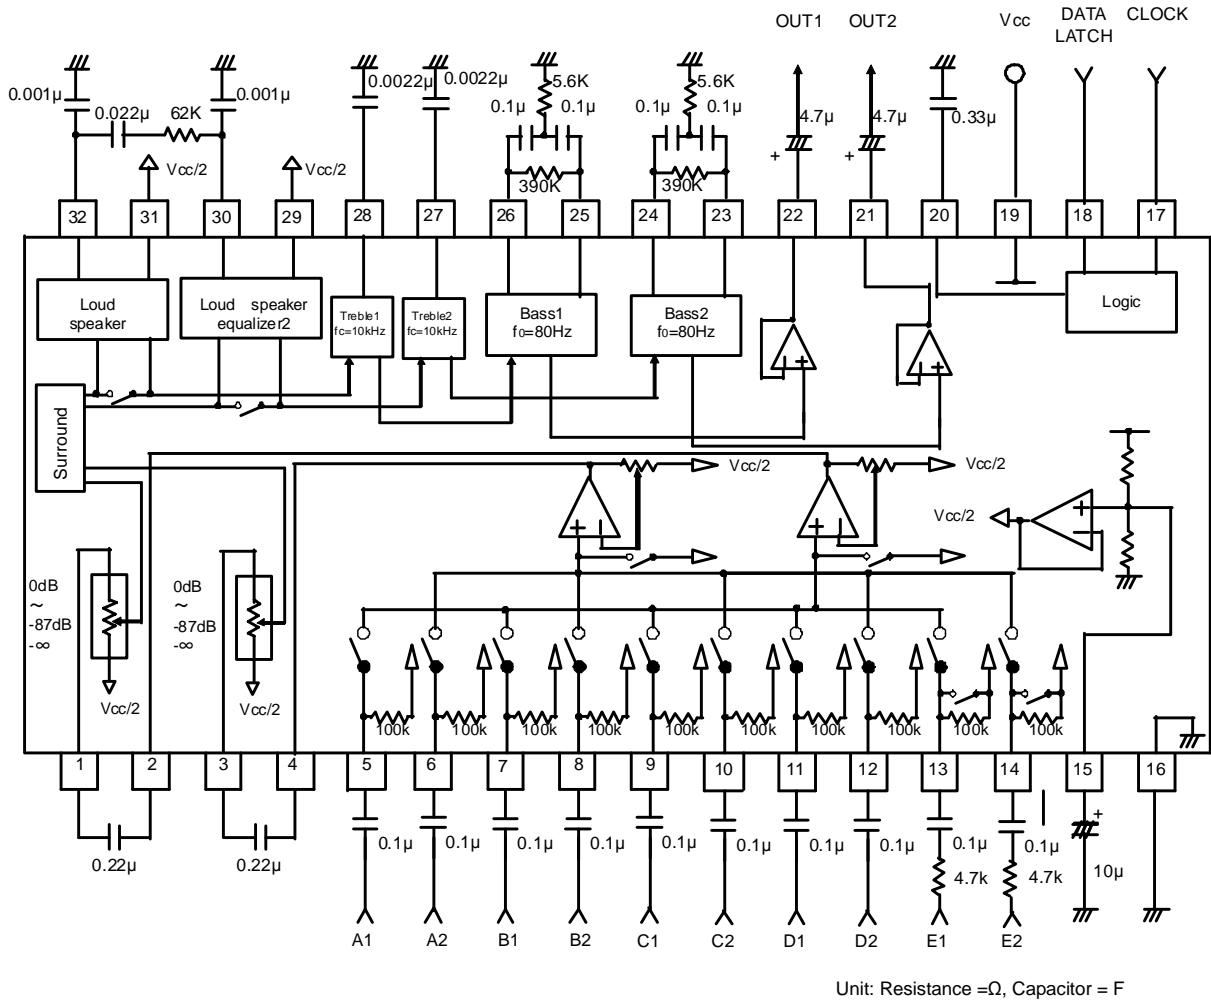 OUT1
OUT2
Vcc
DATA
LATCH
CLOCK
0.001μ
0.022μ
62K
0.001μ
0.0022μ
0.0022μ
5.6K
0.1μ
0.1μ
390K
5.6K
0.1μ
0.1μ
390K
4.7μ
+
4.7μ
+
0.33μ
Vcc/2
Vcc/2
32
31
30
29
28
27
26
25
24
23
22
21
20
19
18
17
Loud
speaker
Loud speaker
equalizer2
Treble1
fc=10kHz
Treble2
fc=10kHz
Bass1
f0=80Hz
Bass2
f0=80Hz
Logic
Surround
Vcc/2
Vcc/2
Vcc/2
0dB
~
-87dB
-∞
Vcc/2
0dB
~
-87dB
-∞
Vcc/2
100k
100k
100k
100k
100k
100k
100k
100k
100k
100k
1
2
3
4
5
6
7
8
9
10
11
12
13
14
15
16
0.22μ
0.22μ
0.1μ
0.1μ
0.1μ
0.1μ
0.1μ
0.1μ
0.1μ
0.1μ
0.1μ
0.1μ
+
4.7k
4.7k
10μ
A1
A2
B1
B2
C1
C2
D1
D2
E1
E2
Unit: Resistance =Ω, Capacitor = F